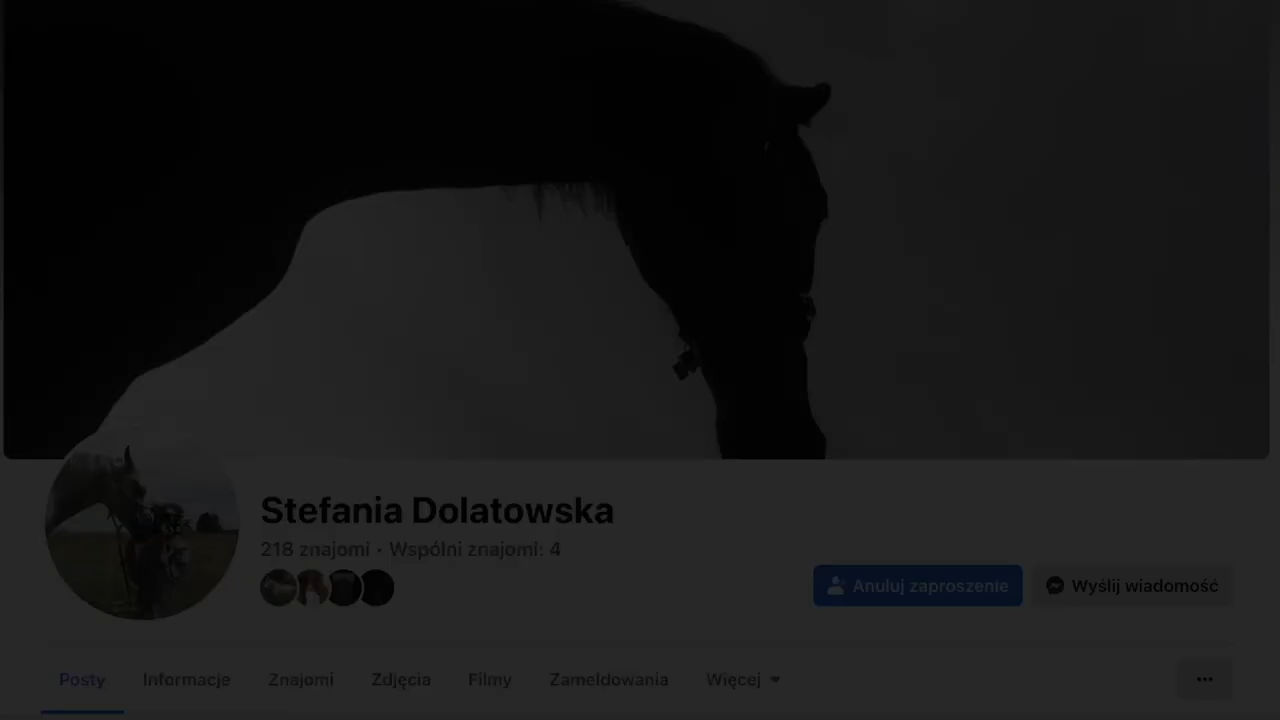 Stefania Dolatowska
218 znajomi · Wspólni znajomi: 4
Anuluj zaproszenie
Wyślij wiadomość
Posty
Informacje
Znajomi
Zdjęcia
Filmy
Zameldowania
Więcej